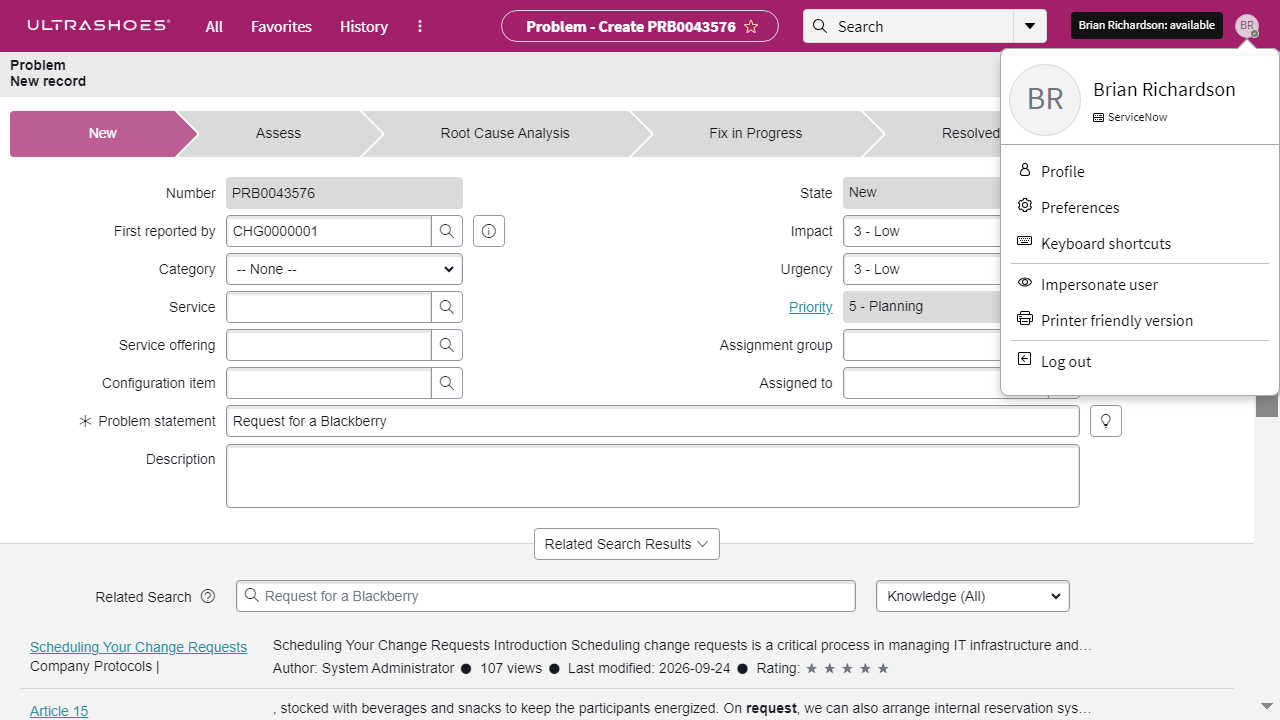 ULTRASHOES
All
Favorites
History
Problem - Create PRB0043576
Search
Brian Richardson: available
BR
Problem
New record
BR
Brian Richardson
ServiceNow
Profile
Preferences
Keyboard shortcuts
Impersonate user
Printer friendly version
Log out
New
Assess
Root Cause Analysis
Fix in Progress
Resolved
Number
PRB0043576
State
New
First reported by
CHG0000001
Impact
3 - Low
Category
-- None --
Urgency
3 - Low
Service
Priority
5 - Planning
Service offering
Assignment group
Configuration item
Assigned to
Problem statement
Request for a Blackberry
Description
Related Search Results
Related Search
Request for a Blackberry
Knowledge (All)
Scheduling Your Change Requests
Company Protocols |
Scheduling Your Change Requests Introduction Scheduling change requests is a critical process in managing IT infrastructure and…
Author: System Administrator ● 107 views ● Last modified: 2026-09-24 ● Rating: ★ ★ ★ ★ ★
Article 15
, stocked with beverages and snacks to keep the participants energized. On request, we can also arrange internal reservation sys…